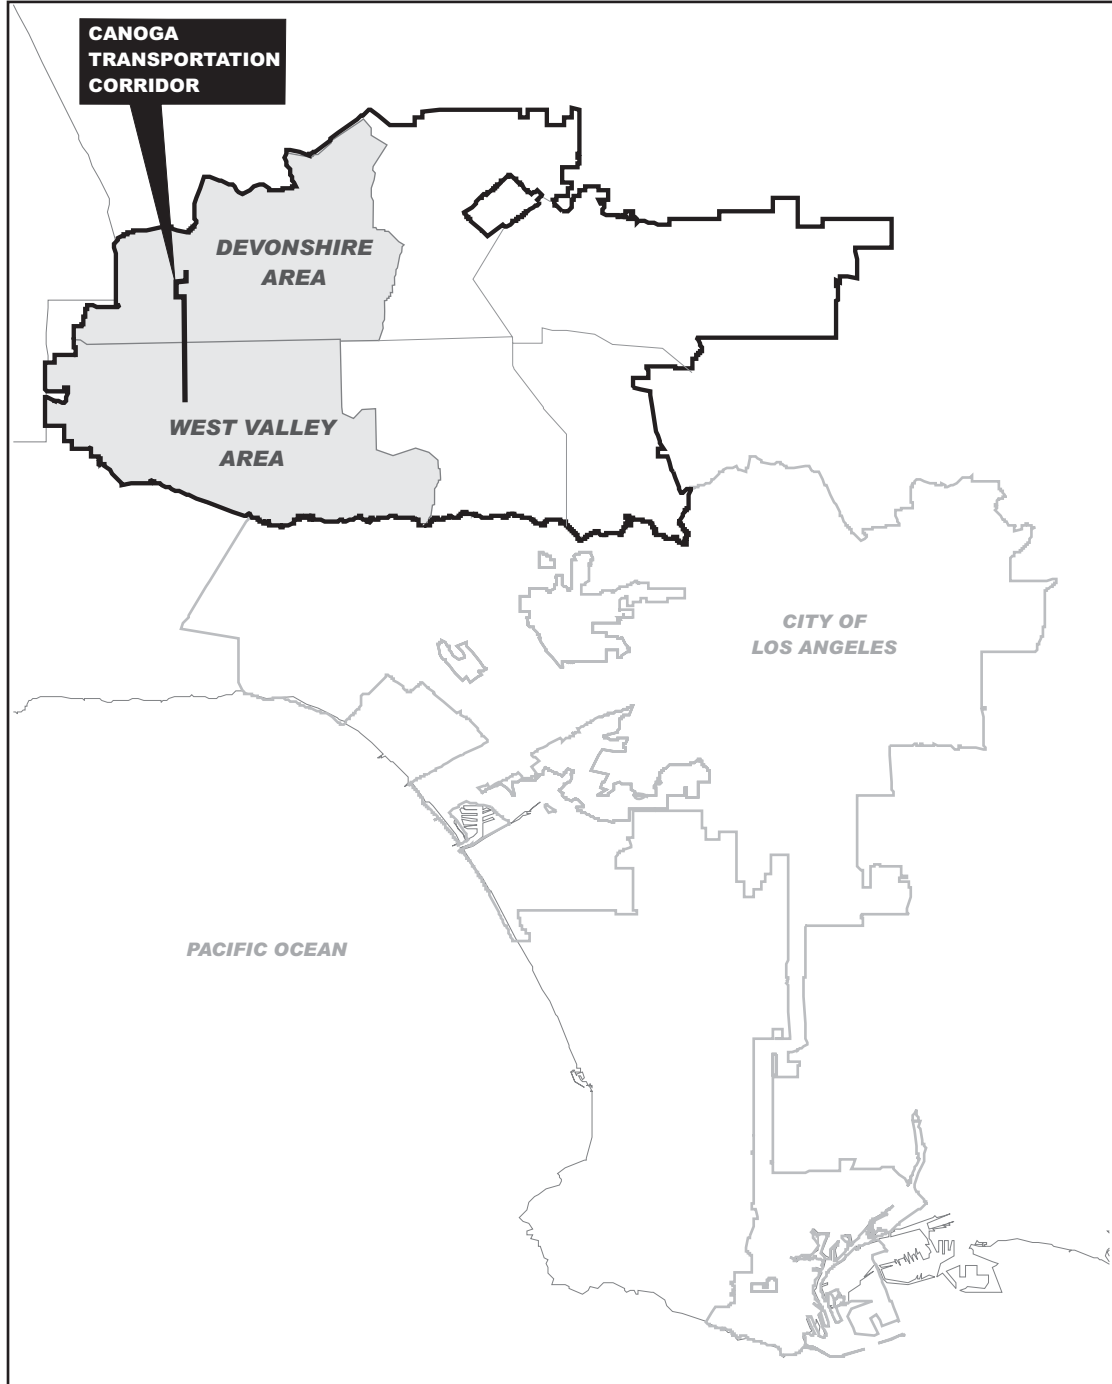 CANOGA
TRANSPORTATION
CORRIDOR
DEVONSHIRE
AREA
WEST VALLEY
AREA
CITY OF
LOS ANGELES
PACIFIC OCEAN